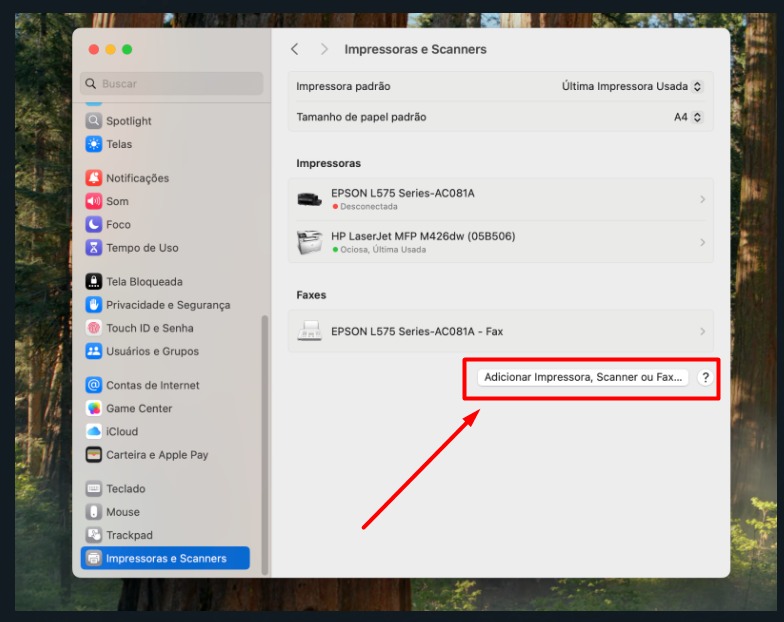 Impressoras e Scanners
Buscar
Spotlight
Telas
Notificações
Som
Foco
Tempo de Uso
Tela Bloqueada
Privacidade e Segurança
Touch ID e Senha
Usuários e Grupos
Contas de Internet
Game Center
iCloud
Carteira e Apple Pay
Teclado
Mouse
Trackpad
Impressoras e Scanners
Impressora padrão Última Impressora Usada
Tamanho de papel padrão A4
Impressoras
EPSON L575 Series-AC081A
Desconectada
HP LaserJet MFP M426dw (05B506)
Ociosa, Última Usada
Faxes
EPSON L575 Series-AC081A - Fax
Adicionar Impressora, Scanner ou Fax... ?